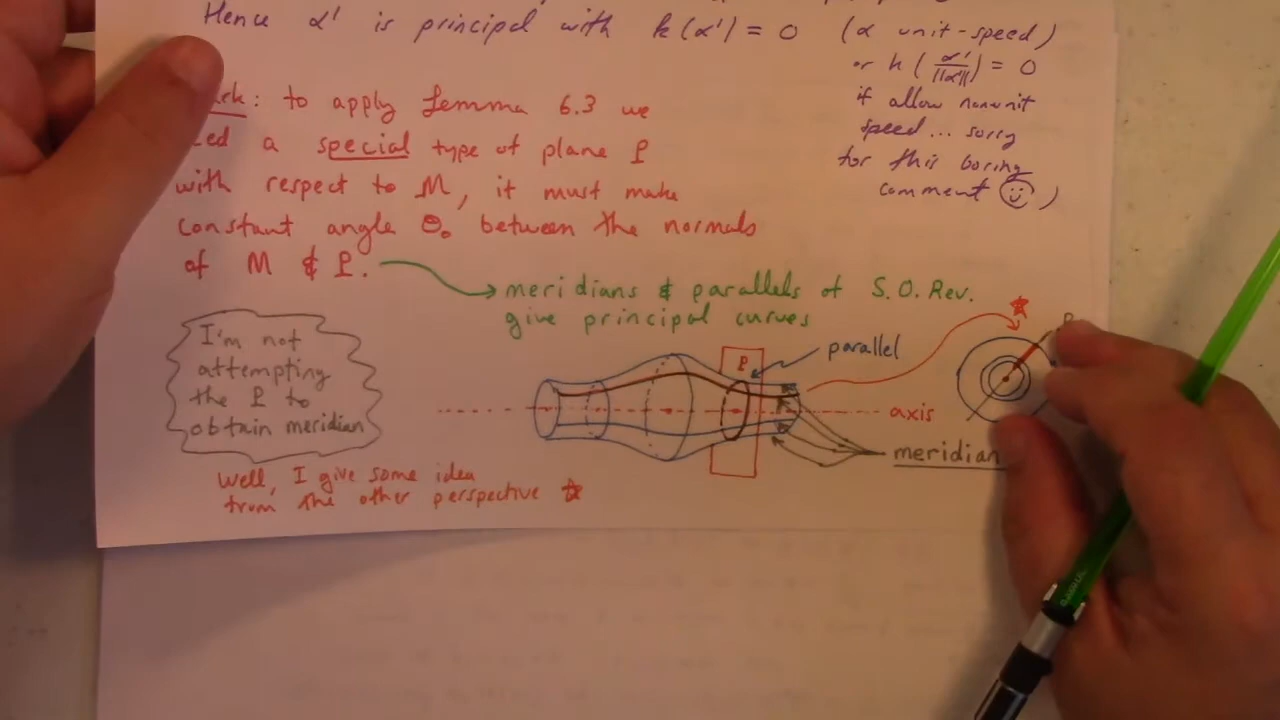 Hence α' is principal with k(α') = 0 (α unit-speed)
or k(α'/||α'||) = 0
if allow nonunit
speed... sorry
for this boring
comment )
to apply Lemma 6.3 we
a special type of plane P
with respect to M, it must make
constant angle θ₀ between the normals
of M & P.
meridians & parallels of S.O.Rev.
give principal curves
I'm not
attempting
the P to
obtain meridian
Well, I give some idea
from the other perspective
P
parallel
axis
meridian